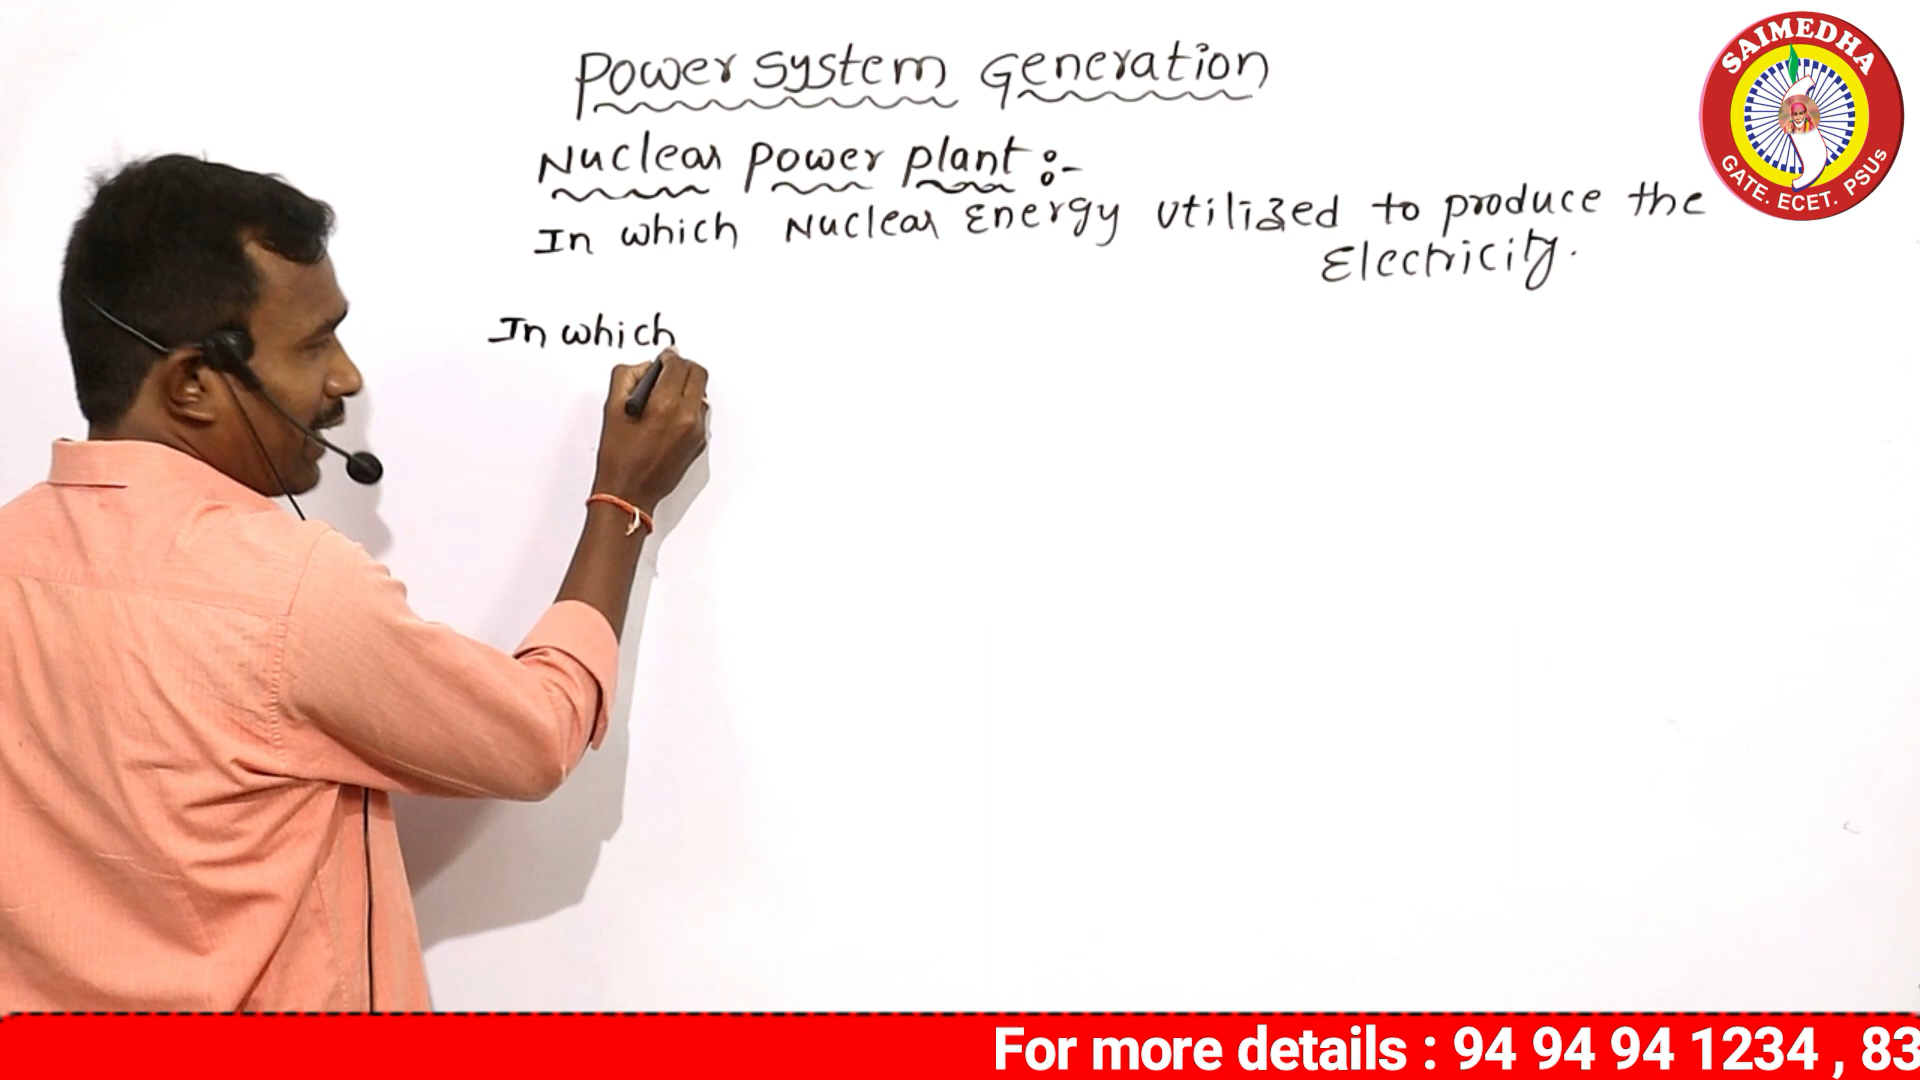 Power System Generation
Nuclear Power Plant :-
In which Nuclear Energy Utilized to produce the
Electricity.
In which
SAIMEDHA
GATE. ECET. PSUs
For more details : 94 94 94 1234 , 83